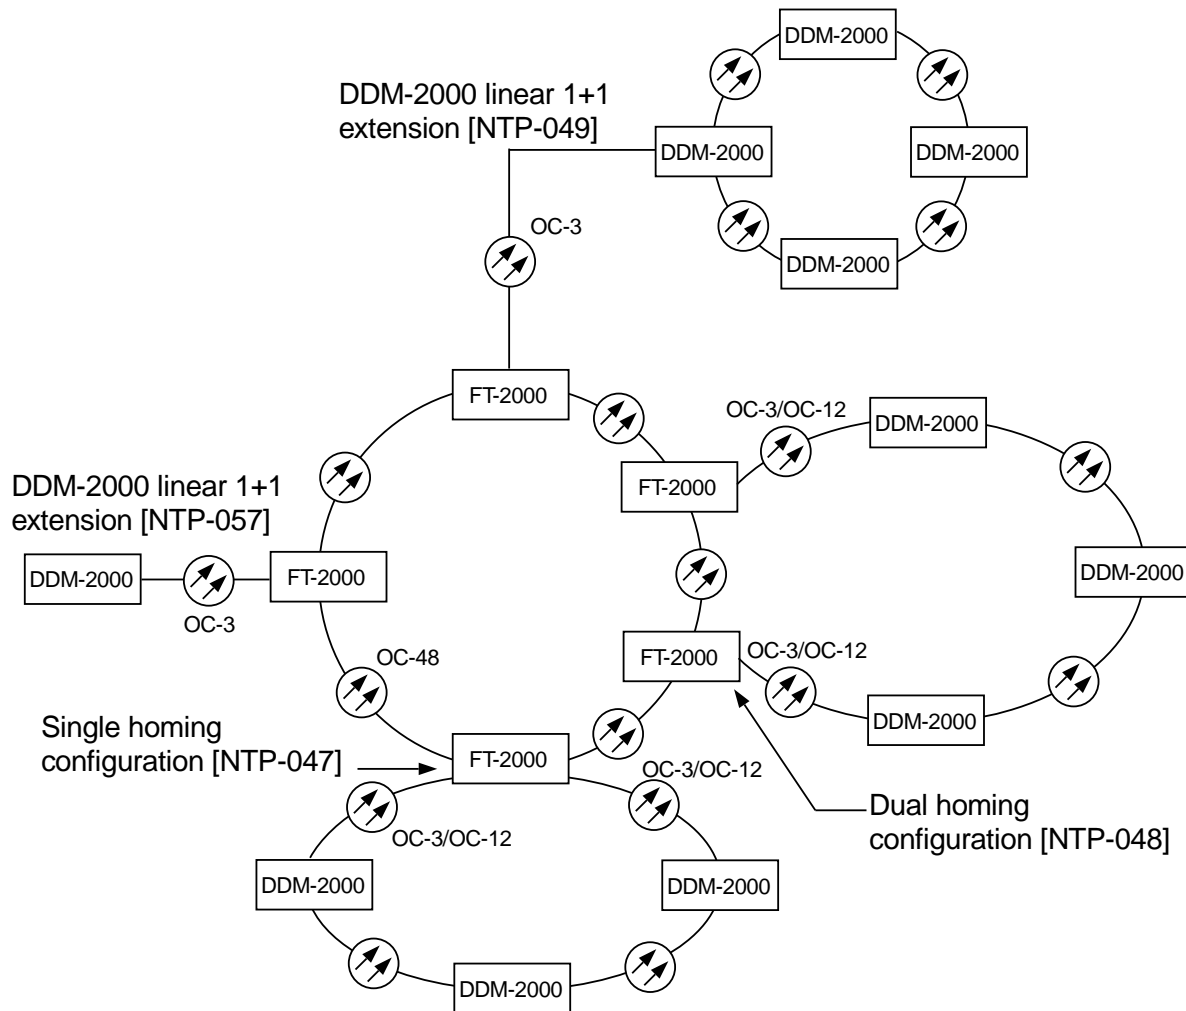 DDM-2000
DDM-2000 linear 1+1
extension [NTP-049]
DDM-2000
DDM-2000
OC-3
DDM-2000
FT-2000
OC-3/OC-12
DDM-2000
DDM-2000 linear 1+1
extension [NTP-057]
FT-2000
DDM-2000
FT-2000
DDM-2000
OC-3
OC-48
FT-2000
OC-3/OC-12
DDM-2000
Single homing
configuration [NTP-047]
FT-2000
OC-3/OC-12
OC-3/OC-12
Dual homing
configuration [NTP-048]
DDM-2000
DDM-2000
DDM-2000